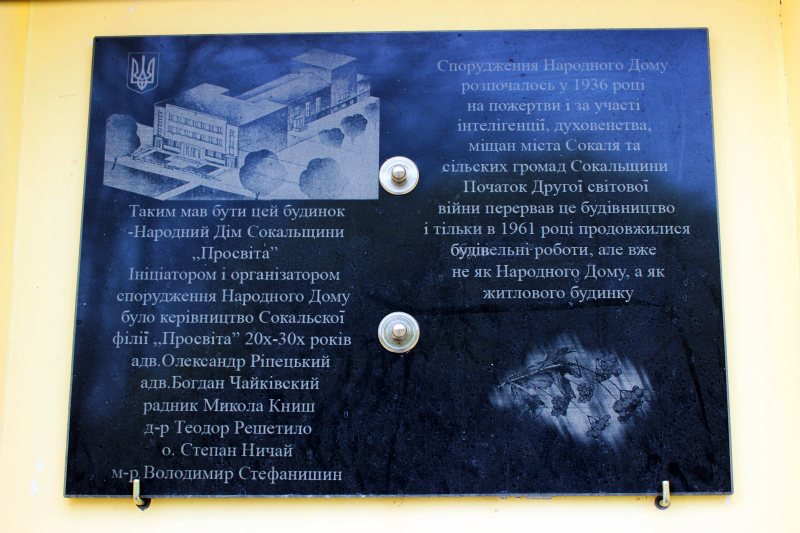 Таким мав бути цей будинок
-Народний Дім Сокальщини
,,Просвіта”
Ініціатором і організатором
спорудження Народного Дому
було керівництво Сокальскої
філії ,,Просвіта” 20х-30х років
адв.Олександр Ріпецький
адв.Богдан Чайківский
радник Микола Книш
д-р Теодор Решетило
о. Степан Ничай
м-р Володимир Стефанишин
Спорудження Народного Дому
розпочалось у 1936 році
на пожертви і за участі
інтелігенції, духовенства,
міщан міста Сокаля та
сільских громад Сокальщини
Початок Другої світової
війни перервав це будівництво
і тільки в 1961 році продовжилися
будівельні роботи, але вже
не як Народного Дому, а як
житлового будинку